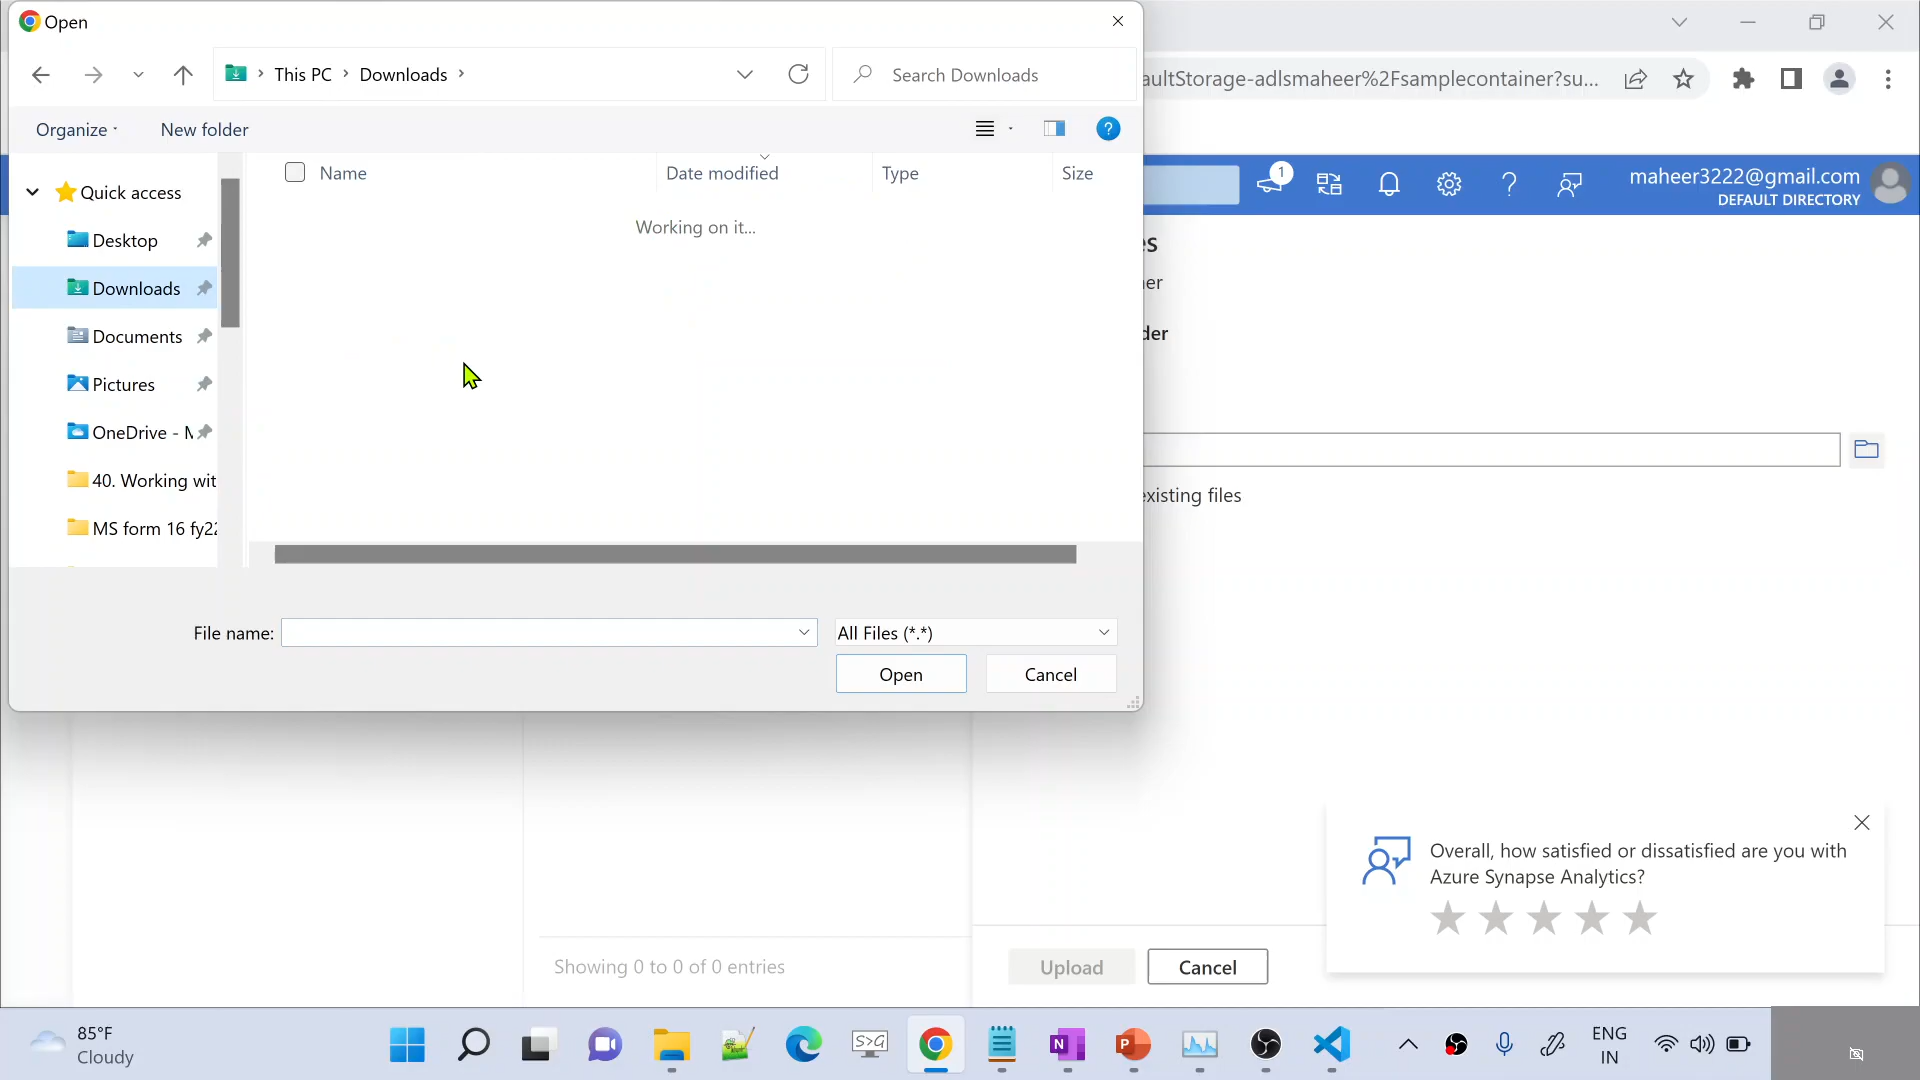 Open
This PC
Downloads
Search Downloads
aultStorage-adlsmaheer%2Fsamplecontainer?su...
Organize
New folder
Quick access
Desktop
Downloads
Documents
Pictures
OneDrive - M
40. Working wit
MS form 16 fy22
Name
Date modified
Type
Size
Working on it...
File name:
All Files (*.*)
Open
Cancel
1
maheer3222@gmail.com
DEFAULT DIRECTORY
es
ner
der
existing files
Overall, how satisfied or dissatisfied are you with
Azure Synapse Analytics?
Showing 0 to 0 of 0 entries
Upload
Cancel
85°F
Cloudy
S>G
N
P
ENG
IN